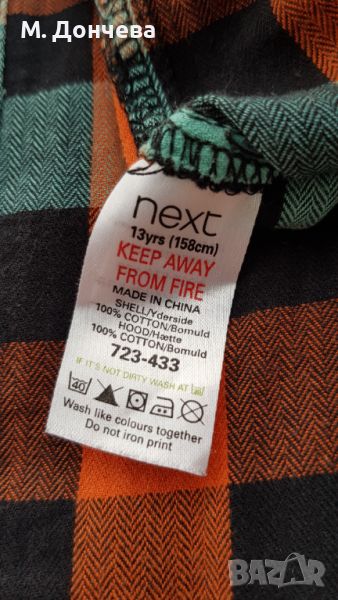 М. Дончева
next
13yrs (158cm)
KEEP AWAY
FROM FIRE
MADE IN CHINA
SHELL/Yderside
100% COTTON/Bomuld
HOOD/Hætte
100% COTTON/Bomuld
723-433
IF IT'S NOT DIRTY WASH AT
40
Wash like colours together
Do not iron print
BAZAR